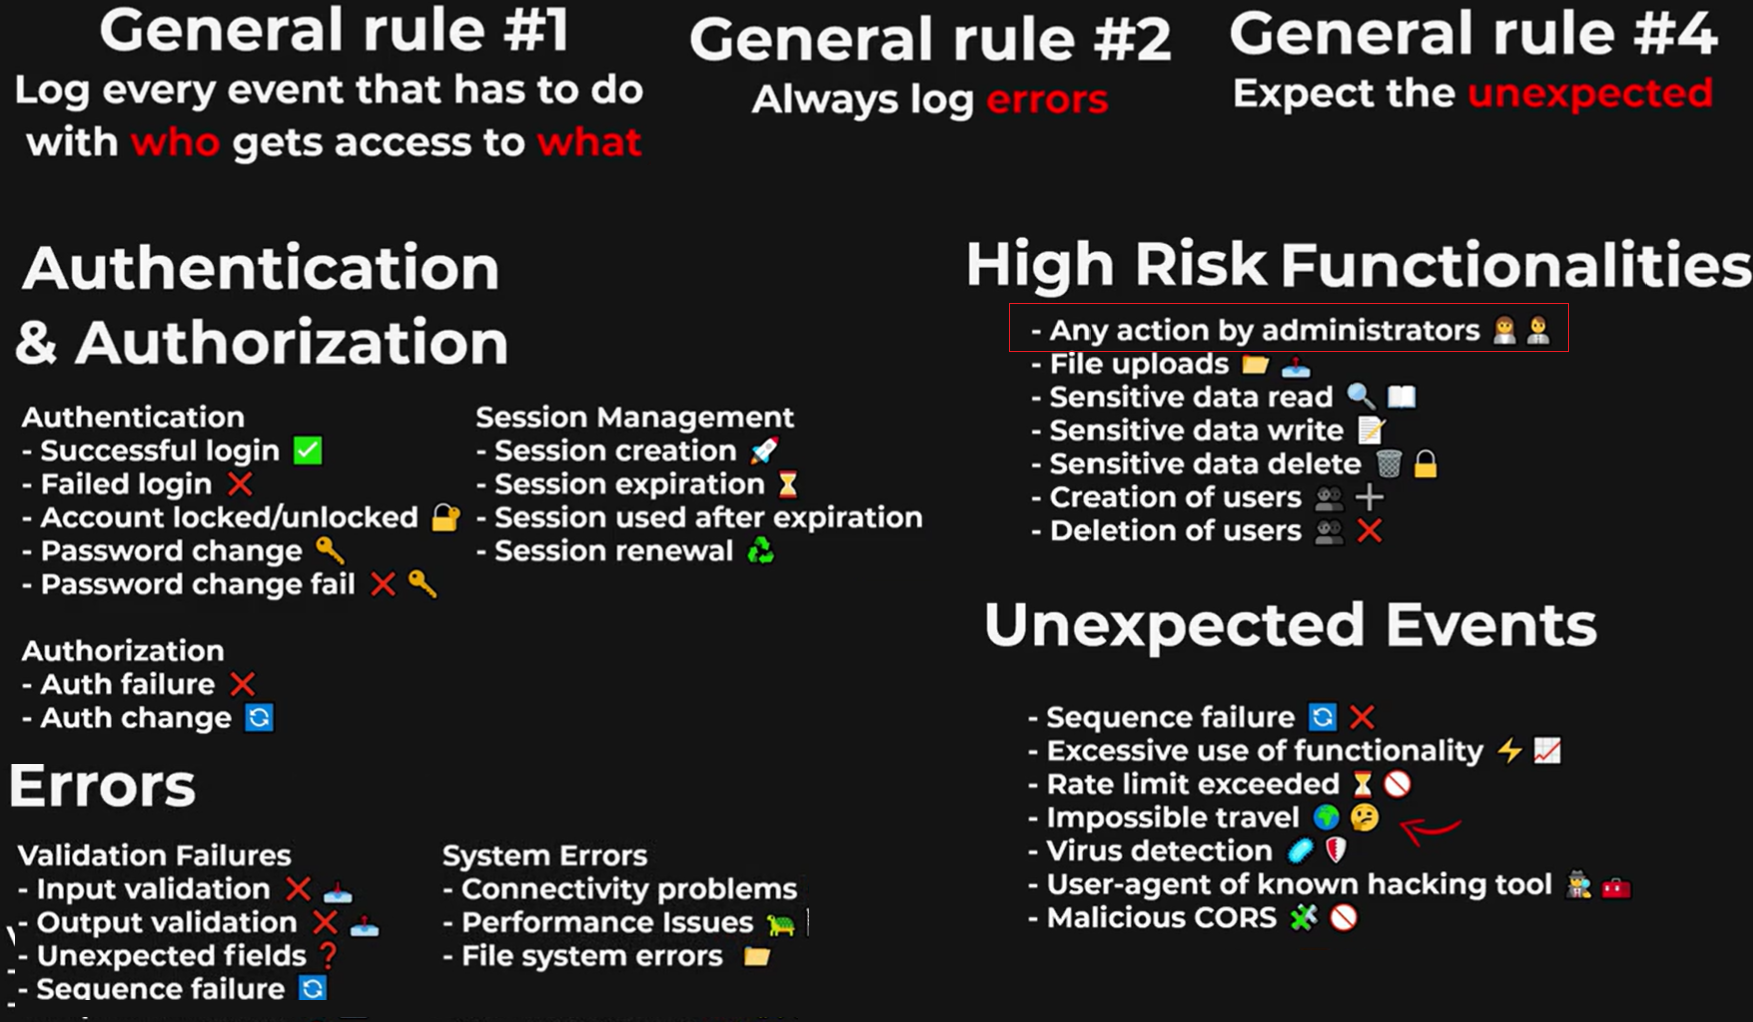 General rule #1
Log every event that has to do
with who gets access to what
General rule #2
Always log errors
General rule #4
Expect the unexpected
Authentication
& Authorization
Authentication
- Successful login ✅
- Failed login ❌
- Account locked/unlocked 🔐
- Password change 🔑
- Password change fail ❌ 🔑
Session Management
- Session creation 🚀
- Session expiration ⌛
- Session used after expiration
- Session renewal ♻️
Authorization
- Auth failure ❌
- Auth change 🔄
Errors
Validation Failures
- Input validation ❌ 📥
- Output validation ❌ 📤
- Unexpected fields ❓
- Sequence failure 🔄
System Errors
- Connectivity problems
- Performance Issues 🐢
- File system errors 📁
High Risk Functionalities
- Any action by administrators 👩‍💼 👨‍💼
- File uploads 📁 📤
- Sensitive data read 🔍 📖
- Sensitive data write 📝
- Sensitive data delete 🗑️ 🔒
- Creation of users 👥 ➕
- Deletion of users 👥 ❌
Unexpected Events
- Sequence failure 🔄 ❌
- Excessive use of functionality ⚡ 📈
- Rate limit exceeded ⌛ 🚫
- Impossible travel 🌍 🤔
- Virus detection 🦠 🛡️
- User-agent of known hacking tool 🕵️ 🧰
- Malicious CORS 🧩 🚫